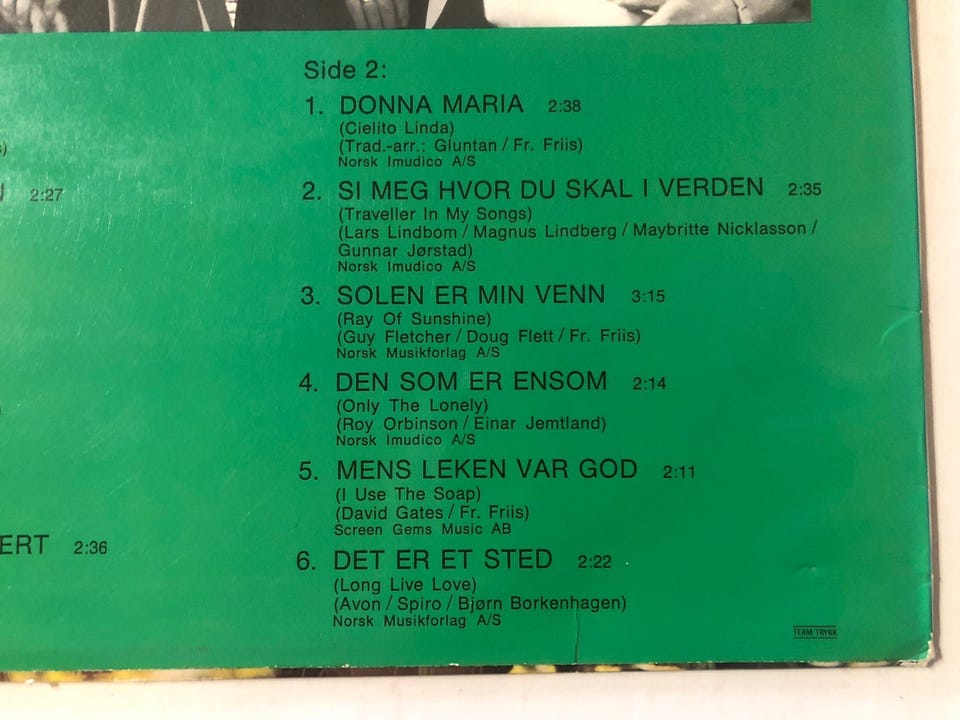 Side 2:
1. DONNA MARIA 2:38
(Cielito Linda)
(Trad.-arr.: Gluntan / Fr. Friis)
Norsk Imudico A/S
2:27
2. SI MEG HVOR DU SKAL I VERDEN 2:35
(Traveller In My Songs)
(Lars Lindbom / Magnus Lindberg / Maybritte Nicklasson /
Gunnar Jørstad)
Norsk Imudico A/S
3. SOLEN ER MIN VENN 3:15
(Ray Of Sunshine)
(Guy Fletcher / Doug Flett / Fr. Friis)
Norsk Musikforlag A/S
4. DEN SOM ER ENSOM 2:14
(Only The Lonely)
(Roy Orbinson / Einar Jemtland)
Norsk Imudico A/S
5. MENS LEKEN VAR GOD 2:11
(I Use The Soap)
(David Gates / Fr. Friis)
Screen Gems Music AB
ERT 2:36
6. DET ER ET STED 2:22
(Long Live Love)
(Avon / Spiro / Bjørn Borkenhagen)
Norsk Musikforlag A/S
TEAM TRYKK